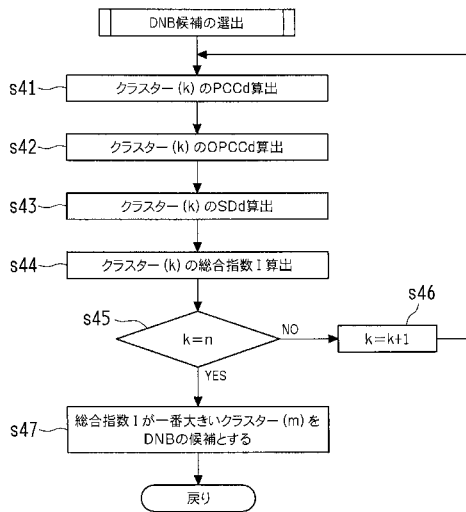 DNB候補の選出
s41
クラスター(k)のPCCd算出
s42
クラスター(k)のOPCCd算出
s43
クラスター(k)のSDd算出
s44
クラスター(k)の総合指数I算出
s45
k=n
NO
s46
k=k+1
YES
s47
総合指数Iが一番大きいクラスター(m)を
DNBの候補とする
戻り